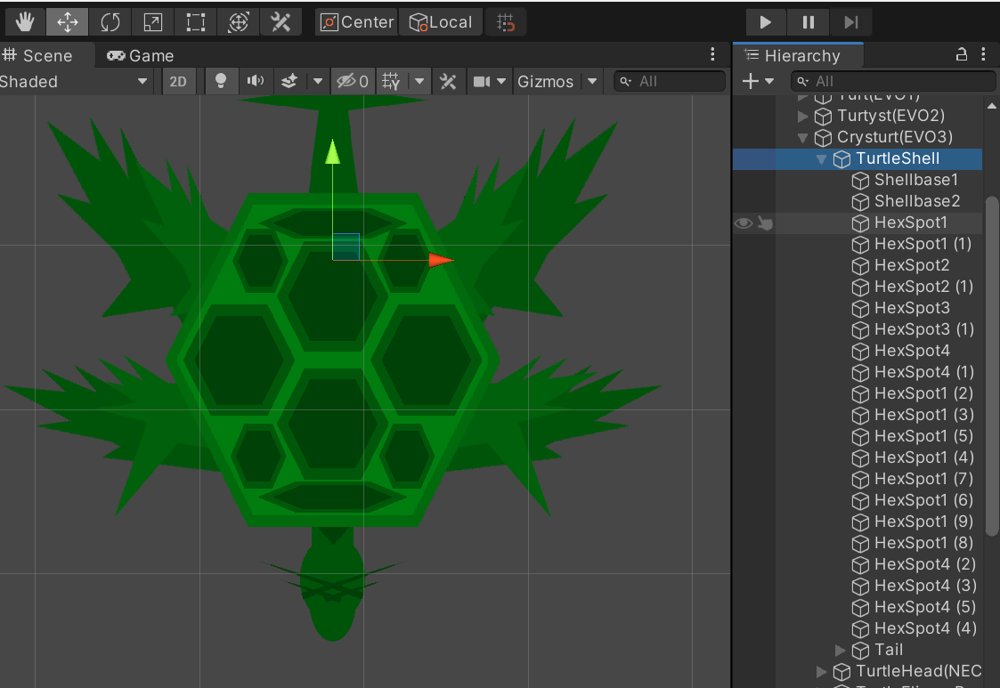 Center
Local
Scene
Game
Hierarchy
Shaded
2D
0
Gizmos
All
All
Turt(EVO1)
Turtyst(EVO2)
Crysturt(EVO3)
TurtleShell
Shellbase1
Shellbase2
HexSpot1
HexSpot1 (1)
HexSpot2
HexSpot2 (1)
HexSpot3
HexSpot3 (1)
HexSpot4
HexSpot4 (1)
HexSpot1 (2)
HexSpot1 (3)
HexSpot1 (5)
HexSpot1 (4)
HexSpot1 (7)
HexSpot1 (6)
HexSpot1 (9)
HexSpot1 (8)
HexSpot4 (2)
HexSpot4 (3)
HexSpot4 (5)
HexSpot4 (4)
Tail
TurtleHead(NEC